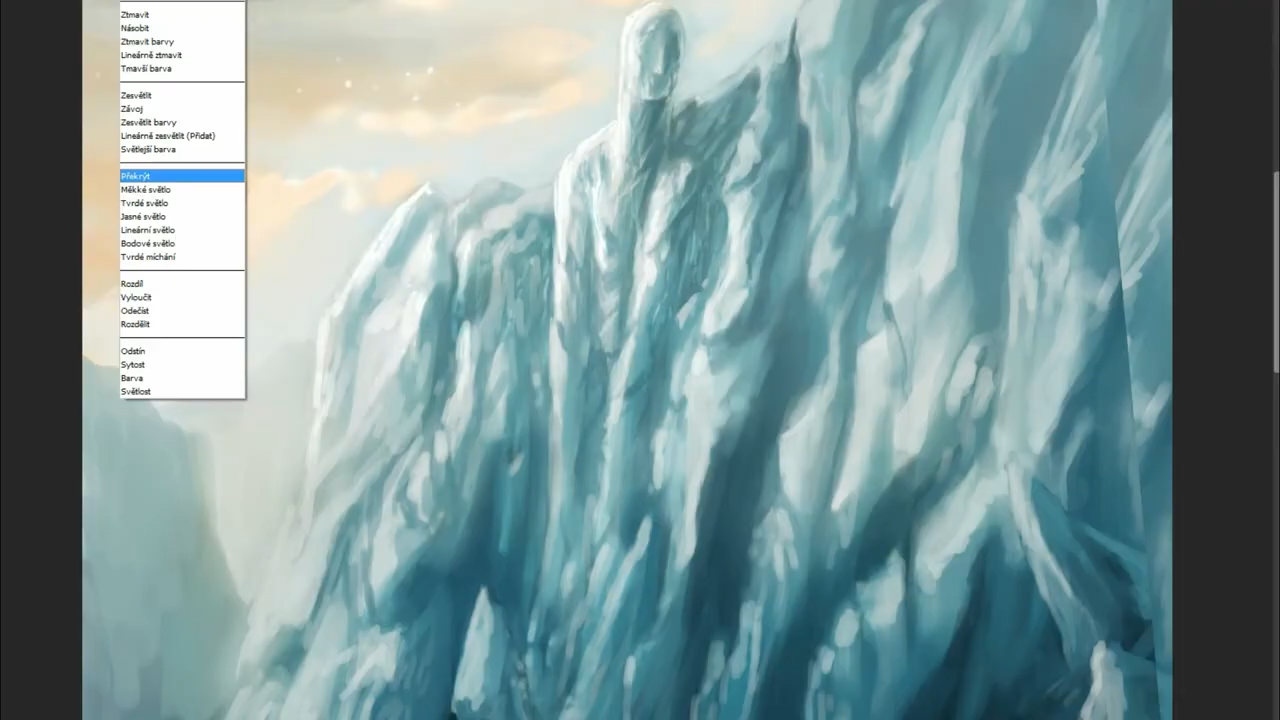 Ztmavit
Násobit
Ztmavit barvy
Lineárně ztmavit
Tmavší barva
Zesvětlit
Závoj
Zesvětlit barvy
Lineárně zesvětlit (Přidat)
Světlejší barva
Překrýt
Měkké světlo
Tvrdé světlo
Jasné světlo
Lineární světlo
Bodové světlo
Tvrdé míchání
Rozdíl
Vyloučit
Odečíst
Rozdělit
Odstín
Sytost
Barva
Světlost